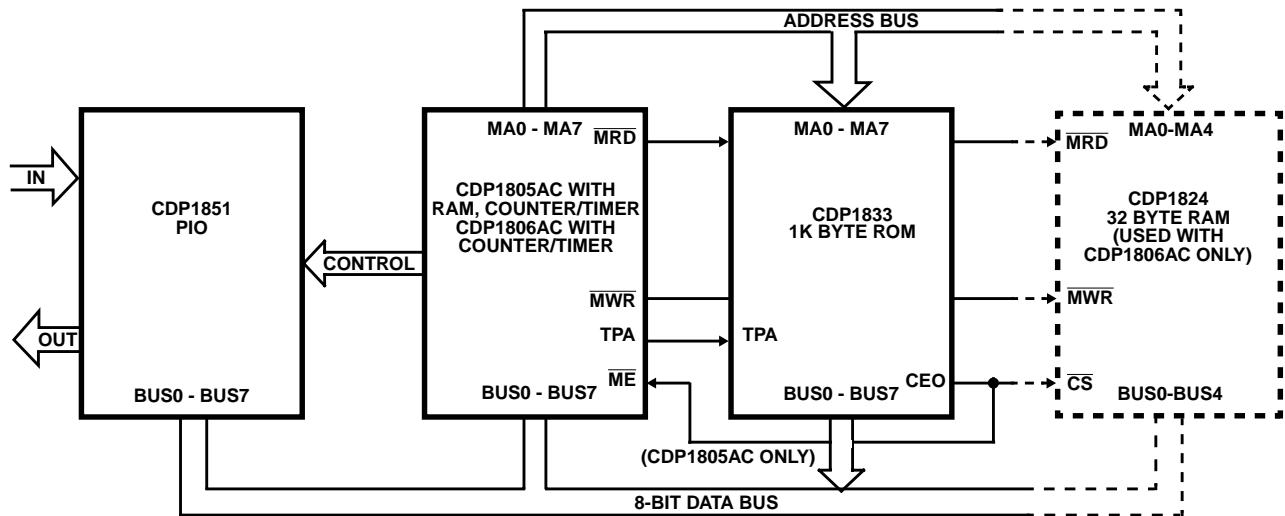 ADDRESS BUS
IN
OUT
CDP1851
PIO
BUS0 - BUS7
CONTROL
MA0 - MA7
MRD
CDP1805AC WITH
RAM, COUNTER/TIMER
CDP1806AC WITH
COUNTER/TIMER
MWR
TPA
ME
BUS0 - BUS7
MA0 - MA7
CDP1833
1K BYTE ROM
TPA
CEO
BUS0 - BUS7
(CDP1805AC ONLY)
MA0-MA4
MRD
CDP1824
32 BYTE RAM
(USED WITH
CDP1806AC ONLY)
MWR
CS
BUS0-BUS4
8-BIT DATA BUS